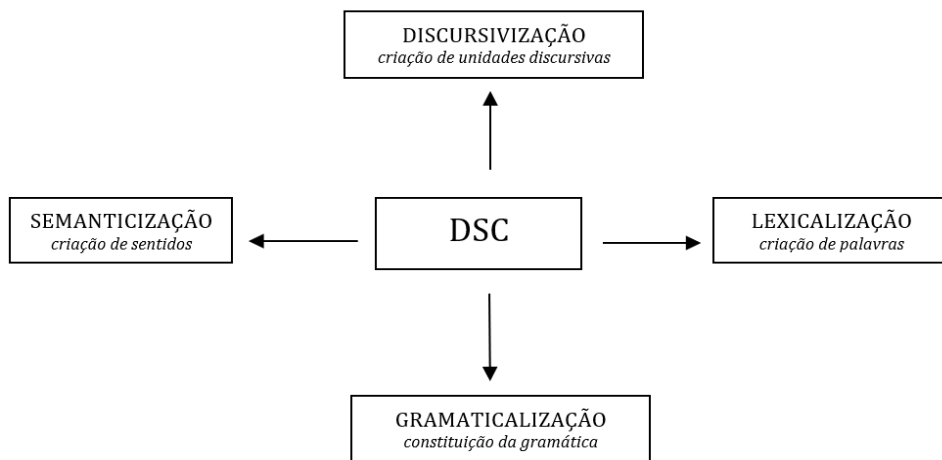 DISCURSIVIZAÇÃO
criação de unidades discursivas
SEMANTICIZAÇÃO
criação de sentidos
DSC
LEXICALIZAÇÃO
criação de palavras
GRAMATICALIZAÇÃO
constituição da gramática